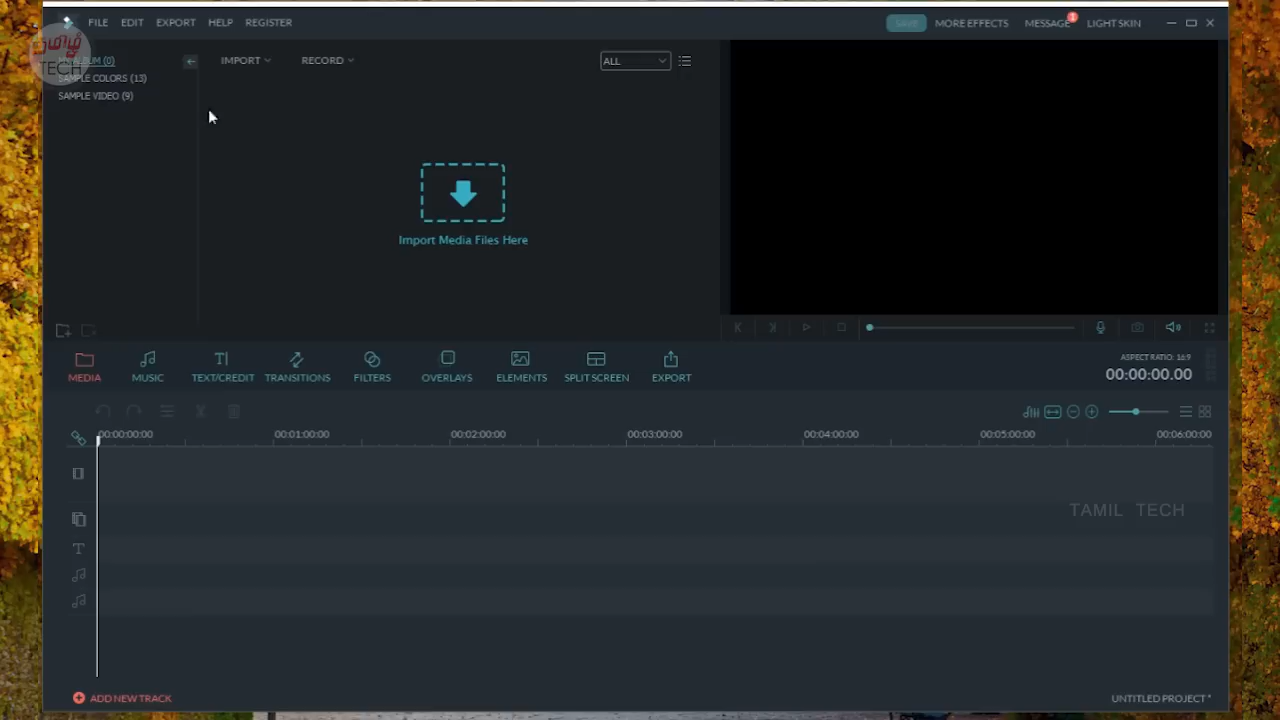 FILE EDIT EXPORT HELP REGISTER SAVE MORE EFFECTS MESSAGE 1 LIGHT SKIN
தமிழ்
TECH
MY ALBUM (0) IMPORT RECORD ALL
SAMPLE COLORS (13)
SAMPLE VIDEO (9)
Import Media Files Here
MEDIA MUSIC TEXT/CREDIT TRANSITIONS FILTERS OVERLAYS ELEMENTS SPLIT SCREEN EXPORT
ASPECT RATIO: 16:9
00:00:00.00
00:00:00:00 00:01:00:00 00:02:00:00 00:03:00:00 00:04:00:00 00:05:00:00 00:06:00:00
TAMIL TECH
ADD NEW TRACK UNTITLED PROJECT*